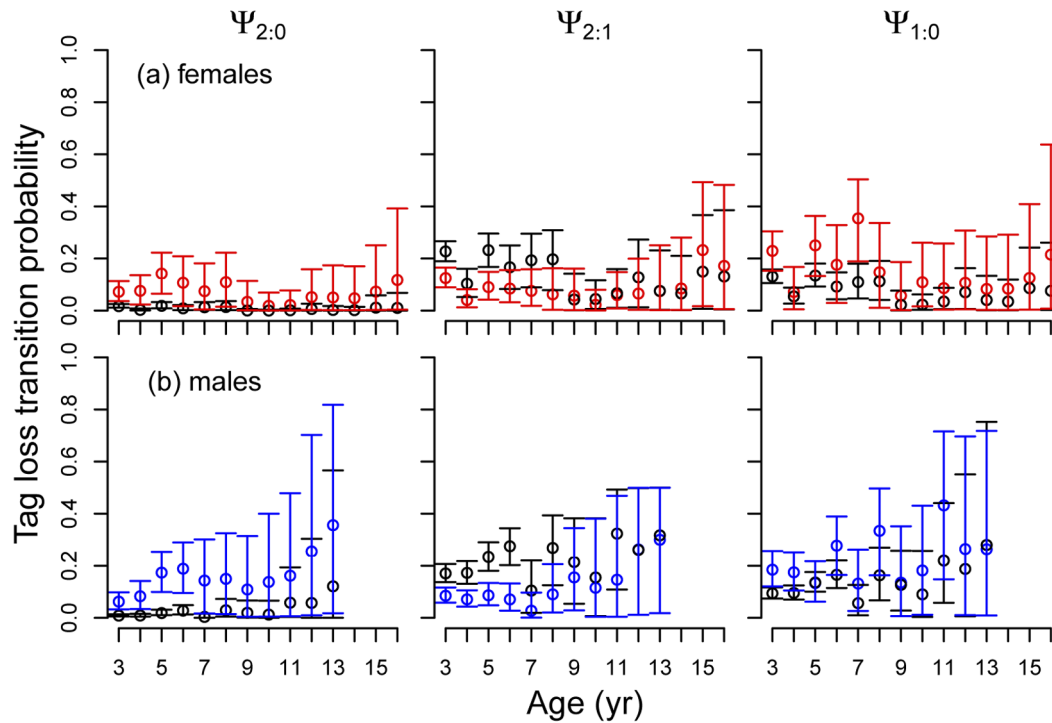 Ψ2:0 Ψ2:1 Ψ1:0
Tag loss transition probability
(a) females
1.0
0.8
0.6
0.4
0.2
0.0
(b) males
1.0
0.8
0.6
0.4
0.2
0.0
3 5 7 9 11 13 15 3 5 7 9 11 13 15 3 5 7 9 11 13 15
Age (yr)